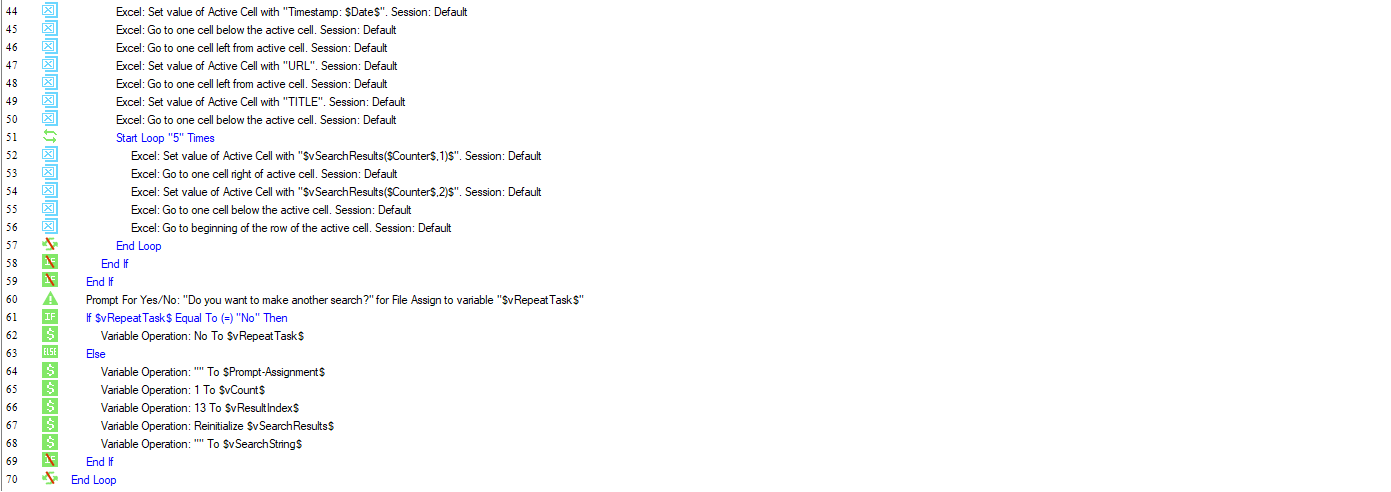 44 Excel: Set value of Active Cell with "Timestamp: $Date$". Session: Default
45 Excel: Go to one cell below the active cell. Session: Default
46 Excel: Go to one cell left from active cell. Session: Default
47 Excel: Set value of Active Cell with "URL". Session: Default
48 Excel: Go to one cell left from active cell. Session: Default
49 Excel: Set value of Active Cell with "TITLE". Session: Default
50 Excel: Go to one cell below the active cell. Session: Default
51 Start Loop "5" Times
52 Excel: Set value of Active Cell with "$vSearchResults($Counter$,1)$". Session: Default
53 Excel: Go to one cell right of active cell. Session: Default
54 Excel: Set value of Active Cell with "$vSearchResults($Counter$,2)$". Session: Default
55 Excel: Go to one cell below the active cell. Session: Default
56 Excel: Go to beginning of the row of the active cell. Session: Default
57 End Loop
58 End If
59 End If
60 Prompt For Yes/No: "Do you want to make another search?" for File Assign to variable "$vRepeatTask$"
61 IF If $vRepeatTask$ Equal To (=) "No" Then
62 $ Variable Operation: No To $vRepeatTask$
63 ELSE Else
64 $ Variable Operation: "" To $Prompt-Assignment$
65 $ Variable Operation: 1 To $vCount$
66 $ Variable Operation: 13 To $vResultIndex$
67 $ Variable Operation: Reinitialize $vSearchResults$
68 $ Variable Operation: "" To $vSearchString$
69 End If
70 End Loop